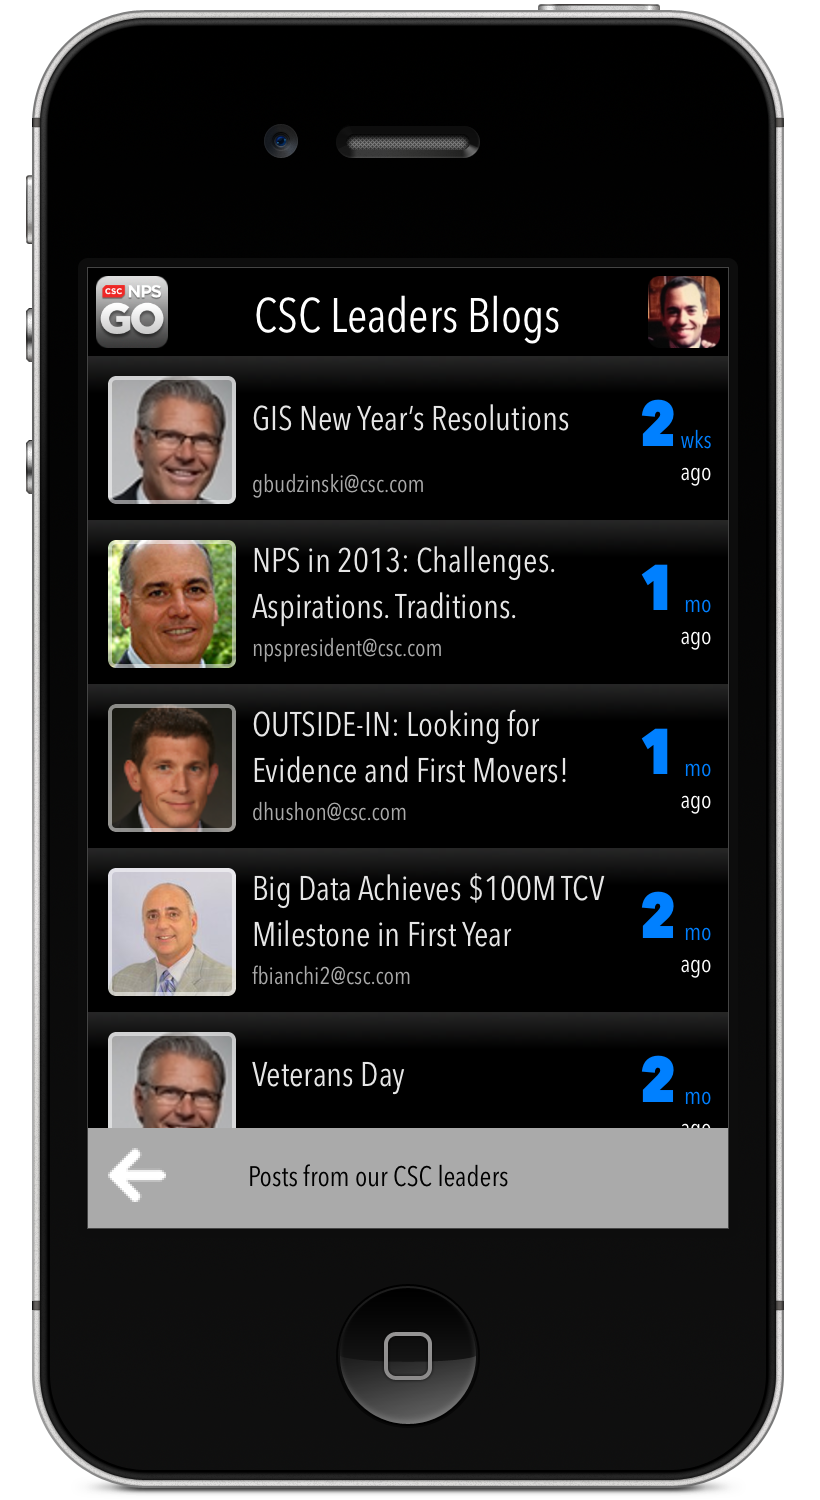 CSC NPS
GO
CSC Leaders Blogs
GIS New Year’s Resolutions
gbudzinski@csc.com
2 wks
ago
NPS in 2013: Challenges.
Aspirations. Traditions.
npspresident@csc.com
1 mo
ago
OUTSIDE-IN: Looking for
Evidence and First Movers!
dhushon@csc.com
1 mo
ago
Big Data Achieves $100M TCV
Milestone in First Year
fbianchi2@csc.com
2 mo
ago
Veterans Day
2 mo
ago
Posts from our CSC leaders